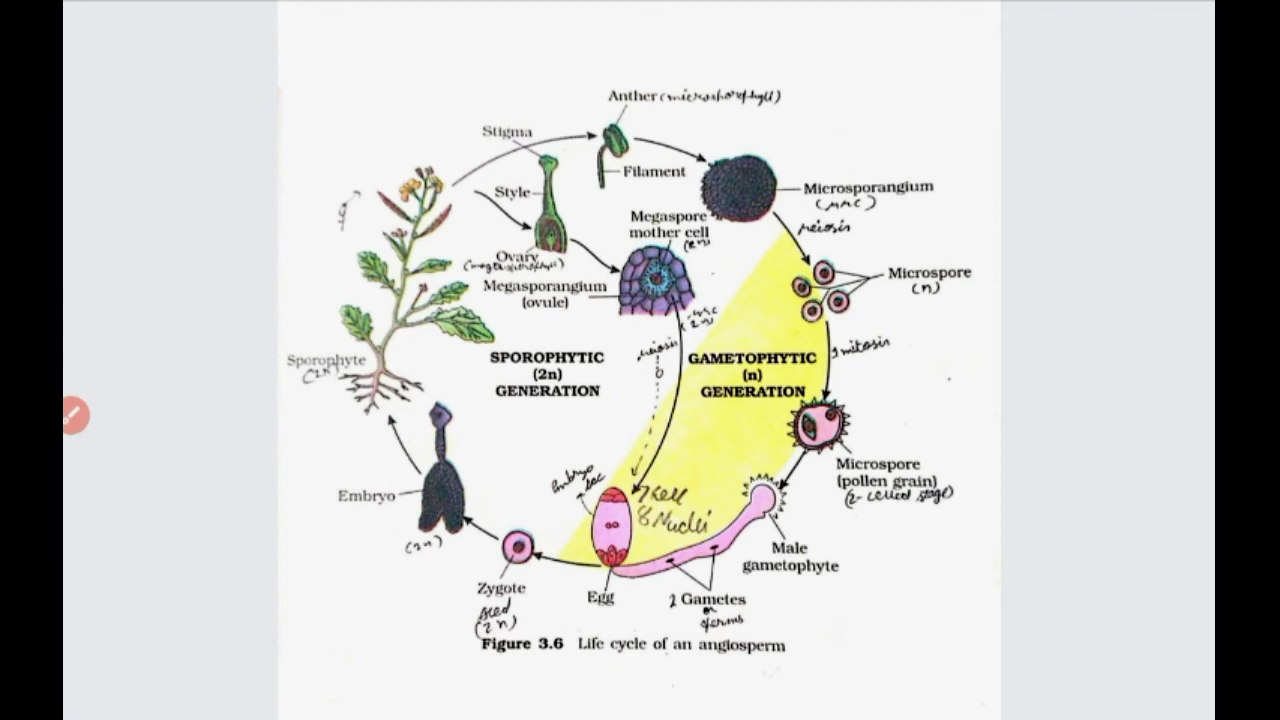 Anther (microsporophyll)
Stigma
Filament
Style
Microsporangium
(MMC)
Megaspore
mother cell
(2n)
meiosis
Ovary
Megasporangium
(ovule)
Microspore
(n)
(2n)
meiosis
1 mitosis
SPOROPHYTIC
(2n)
GENERATION
GAMETOPHYTIC
(n)
GENERATION
Sporophyte
(2n)
Microspore
(pollen grain)
(2-celled stage)
Embryo
sac
7 Cell
8 Nuclei
Embryo
(2n)
Male
gametophyte
Zygote
seed
(2n)
Egg
2 Gametes
or
sperms
Figure 3.6 Life cycle of an angiosperm